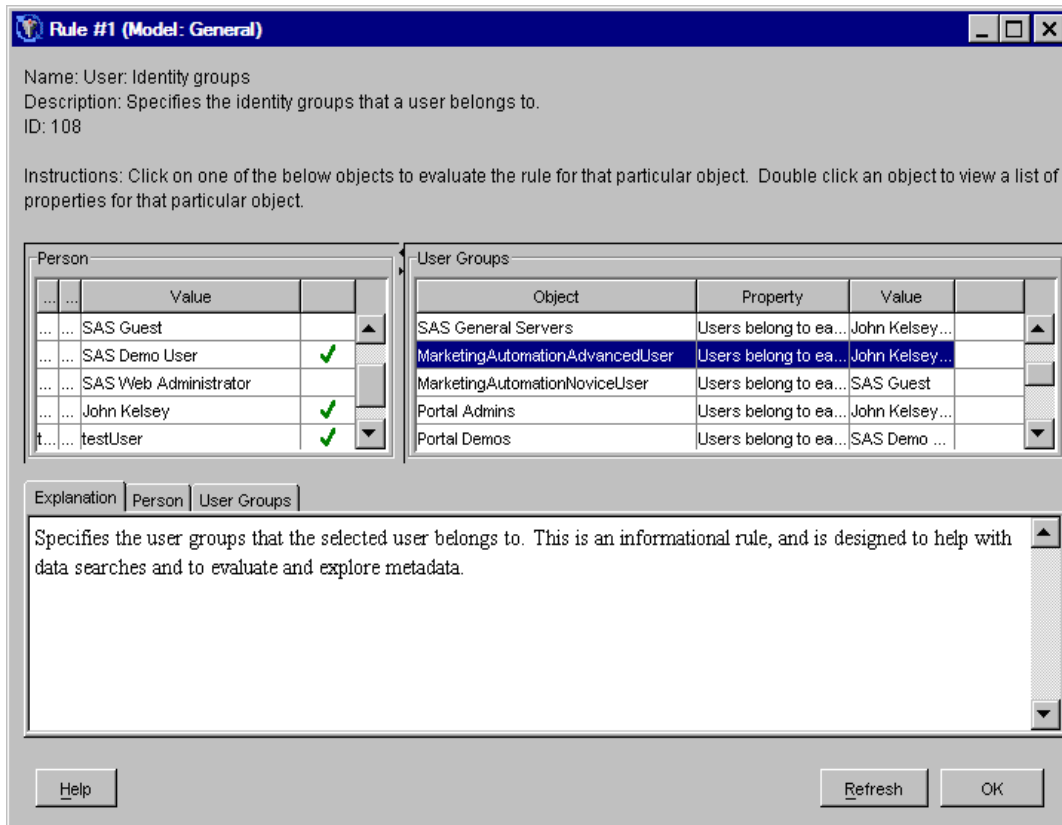 Rule #1 (Model: General)
Name: User: Identity groups
Description: Specifies the identity groups that a user belongs to.
ID: 108
Instructions: Click on one of the below objects to evaluate the rule for that particular object. Double click an object to view a list of
properties for that particular object.
Person
... ... Value
... ... SAS Guest
... ... SAS Demo User
... ... SAS Web Administrator
... ... John Kelsey
t... ... testUser
User Groups
Object Property Value
SAS General Servers Users belong to ea... John Kelsey...
MarketingAutomationAdvancedUser Users belong to ea... John Kelsey...
MarketingAutomationNoviceUser Users belong to ea... SAS Guest
Portal Admins Users belong to ea... John Kelsey...
Portal Demos Users belong to ea... SAS Demo ...
Explanation Person User Groups
Specifies the user groups that the selected user belongs to. This is an informational rule, and is designed to help with
data searches and to evaluate and explore metadata.
Help Refresh OK